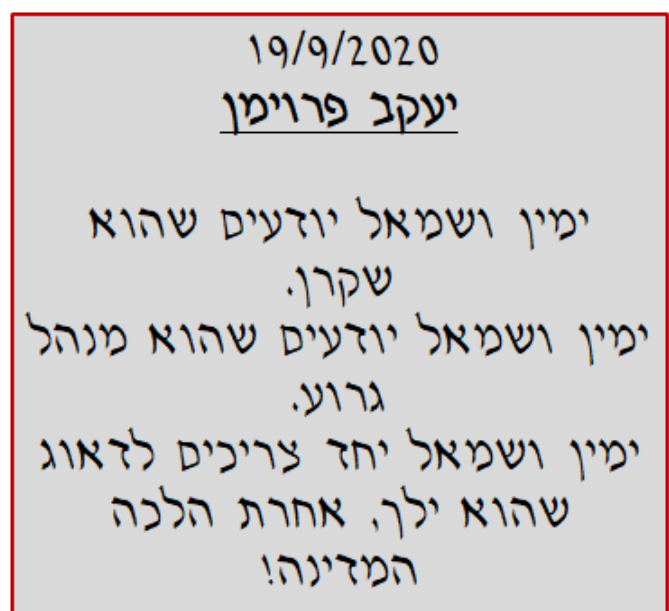 19/9/2020
יעקב פרוימן
ימין ושמאל יודעים שהוא
שקרן.
ימין ושמאל יודעים שהוא מנהל
גרוע.
ימין ושמאל יחד צריכים לדאוג
שהוא ילך, אחרת הלכה
המדינה!